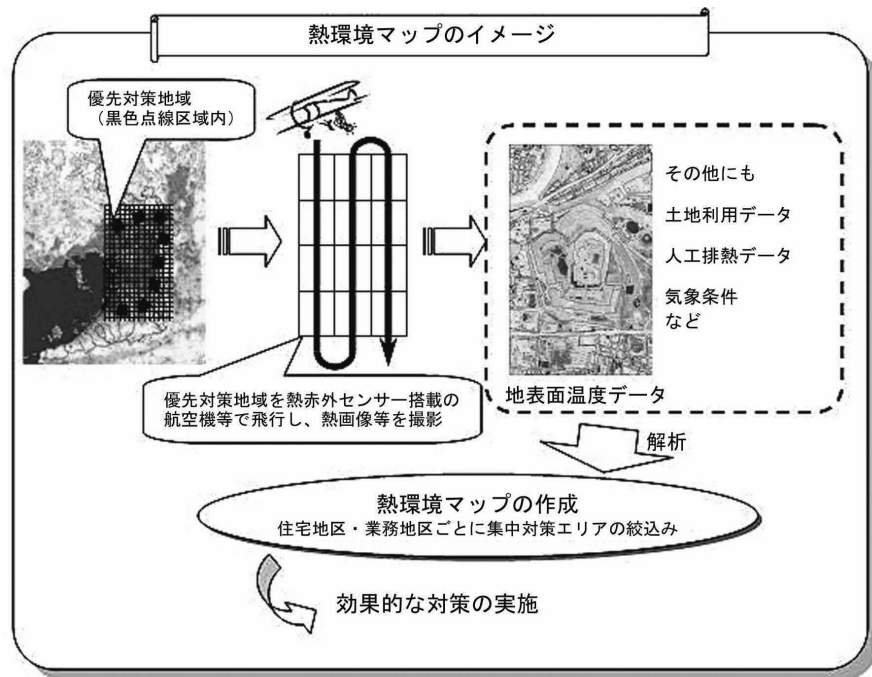 熱環境マップのイメージ
優先対策地域
（黒色点線区域内）
優先対策地域を熱赤外センサー搭載の
航空機等で飛行し、熱画像等を撮影
その他にも
土地利用データ
人工排熱データ
気象条件
など
地表面温度データ
解析
熱環境マップの作成
住宅地区・業務地区ごとに集中対策エリアの絞込み
効果的な対策の実施